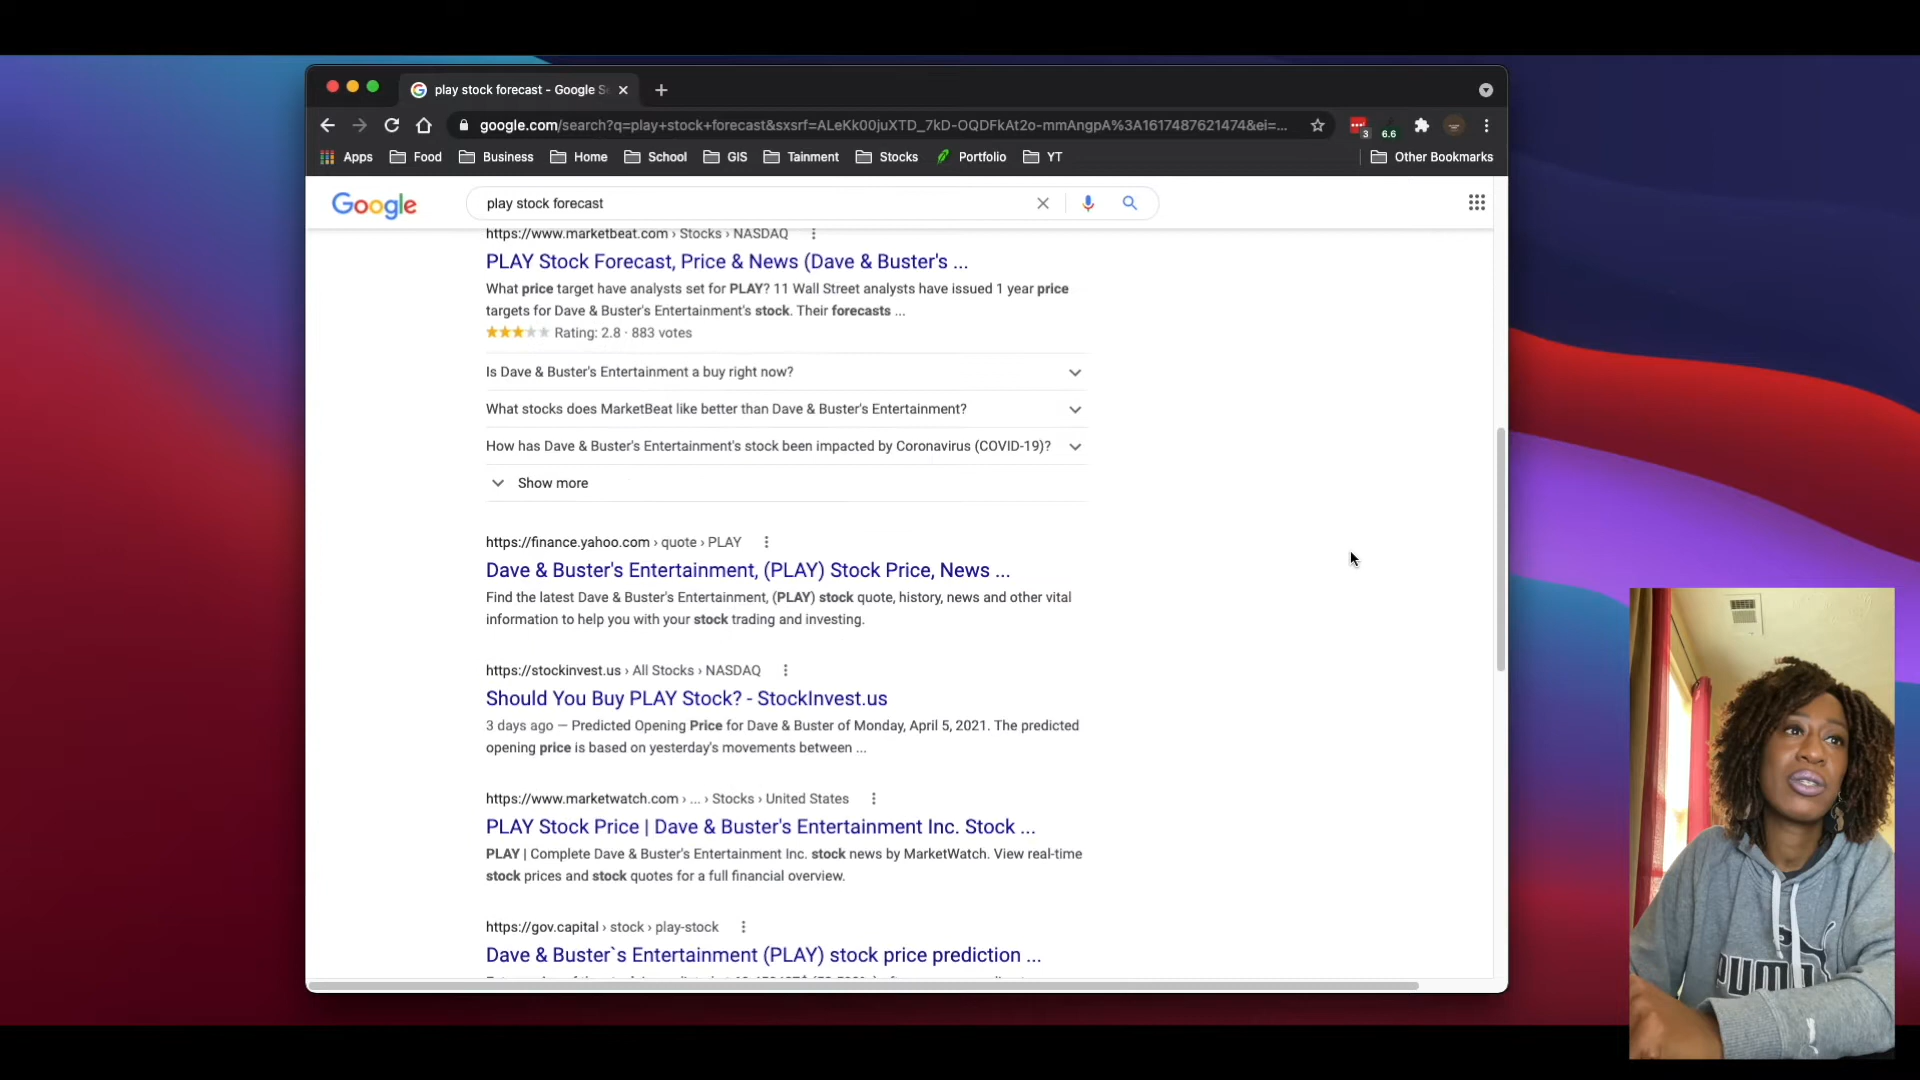 play stock forecast - Google S
google.com/search?q=play+stock+forecast&sxsrf=ALeKk00juXTD_7kD-OQDFkAt2o-mmAngpA%3A1617487621474&ei=...
3
6.6
Apps Food Business Home School GIS Tainment Stocks Portfolio YT Other Bookmarks
Google play stock forecast
https://www.marketbeat.com › Stocks › NASDAQ
PLAY Stock Forecast, Price & News (Dave & Buster's ...
What price target have analysts set for PLAY? 11 Wall Street analysts have issued 1 year price
targets for Dave & Buster's Entertainment's stock. Their forecasts ...
Rating: 2.8 · 883 votes
Is Dave & Buster's Entertainment a buy right now?
What stocks does MarketBeat like better than Dave & Buster's Entertainment?
How has Dave & Buster's Entertainment's stock been impacted by Coronavirus (COVID-19)?
Show more
https://finance.yahoo.com › quote › PLAY
Dave & Buster's Entertainment, (PLAY) Stock Price, News ...
Find the latest Dave & Buster's Entertainment, (PLAY) stock quote, history, news and other vital
information to help you with your stock trading and investing.
https://stockinvest.us › All Stocks › NASDAQ
Should You Buy PLAY Stock? - StockInvest.us
3 days ago — Predicted Opening Price for Dave & Buster of Monday, April 5, 2021. The predicted
opening price is based on yesterday's movements between ...
https://www.marketwatch.com › ... › Stocks › United States
PLAY Stock Price | Dave & Buster's Entertainment Inc. Stock ...
PLAY | Complete Dave & Buster's Entertainment Inc. stock news by MarketWatch. View real-time
stock prices and stock quotes for a full financial overview.
https://gov.capital › stock › play-stock
Dave & Buster`s Entertainment (PLAY) stock price prediction ...
PUMA